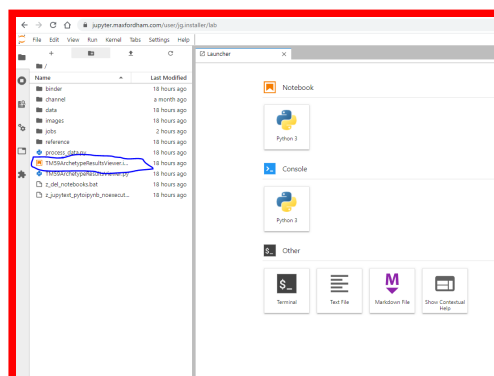 jupyter.maxfordham.com/user/jg.installer/lab
File Edit View Run Kernel Tabs Settings Help
Launcher
/
Name Last Modified
binder 18 hours ago
channel a month ago
data 18 hours ago
images 18 hours ago
jobs 2 hours ago
reference 18 hours ago
process_data.py 18 hours ago
TM59ArchetypeResultsViewer.i... 18 hours ago
TM59ArchetypeResultsViewer.py 18 hours ago
z_del_notebooks.bat 18 hours ago
z_jupytext_pytoipynb_noexecut... 18 hours ago
Notebook
Python 3
Console
Python 3
$_ Other
$_
M
Terminal Text File Markdown File Show Contextual
Help